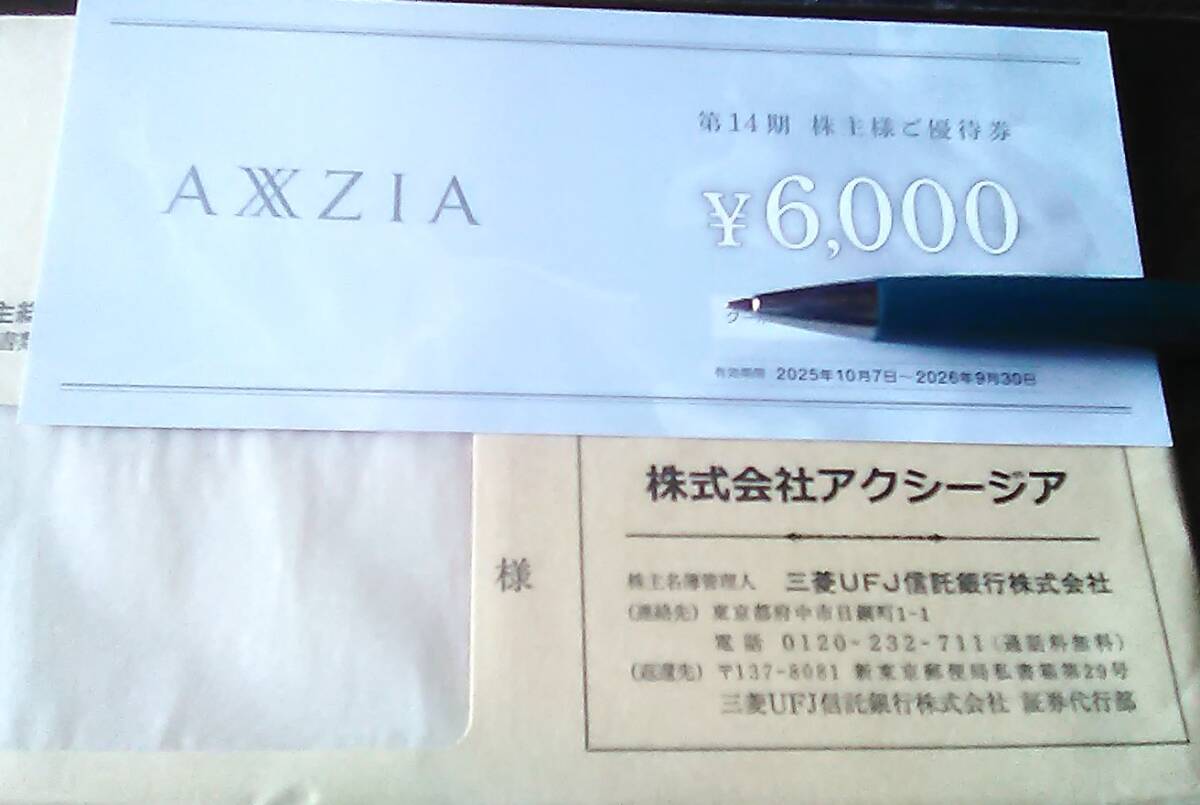 第14期 株主様ご優待券
AXXZIA
¥6,000
クー
有効期限 2025年10月7日～2026年9月30日
株式会社アクシージア
様
株主名簿管理人 三菱UFJ信託銀行株式会社
(連絡先) 東京都府中市日鋼町1-1
電話 0120-232-711(通話料無料)
(返還先) 〒137-8081 新東京郵便局私書箱第29号
三菱UFJ信託銀行株式会社 証券代行部